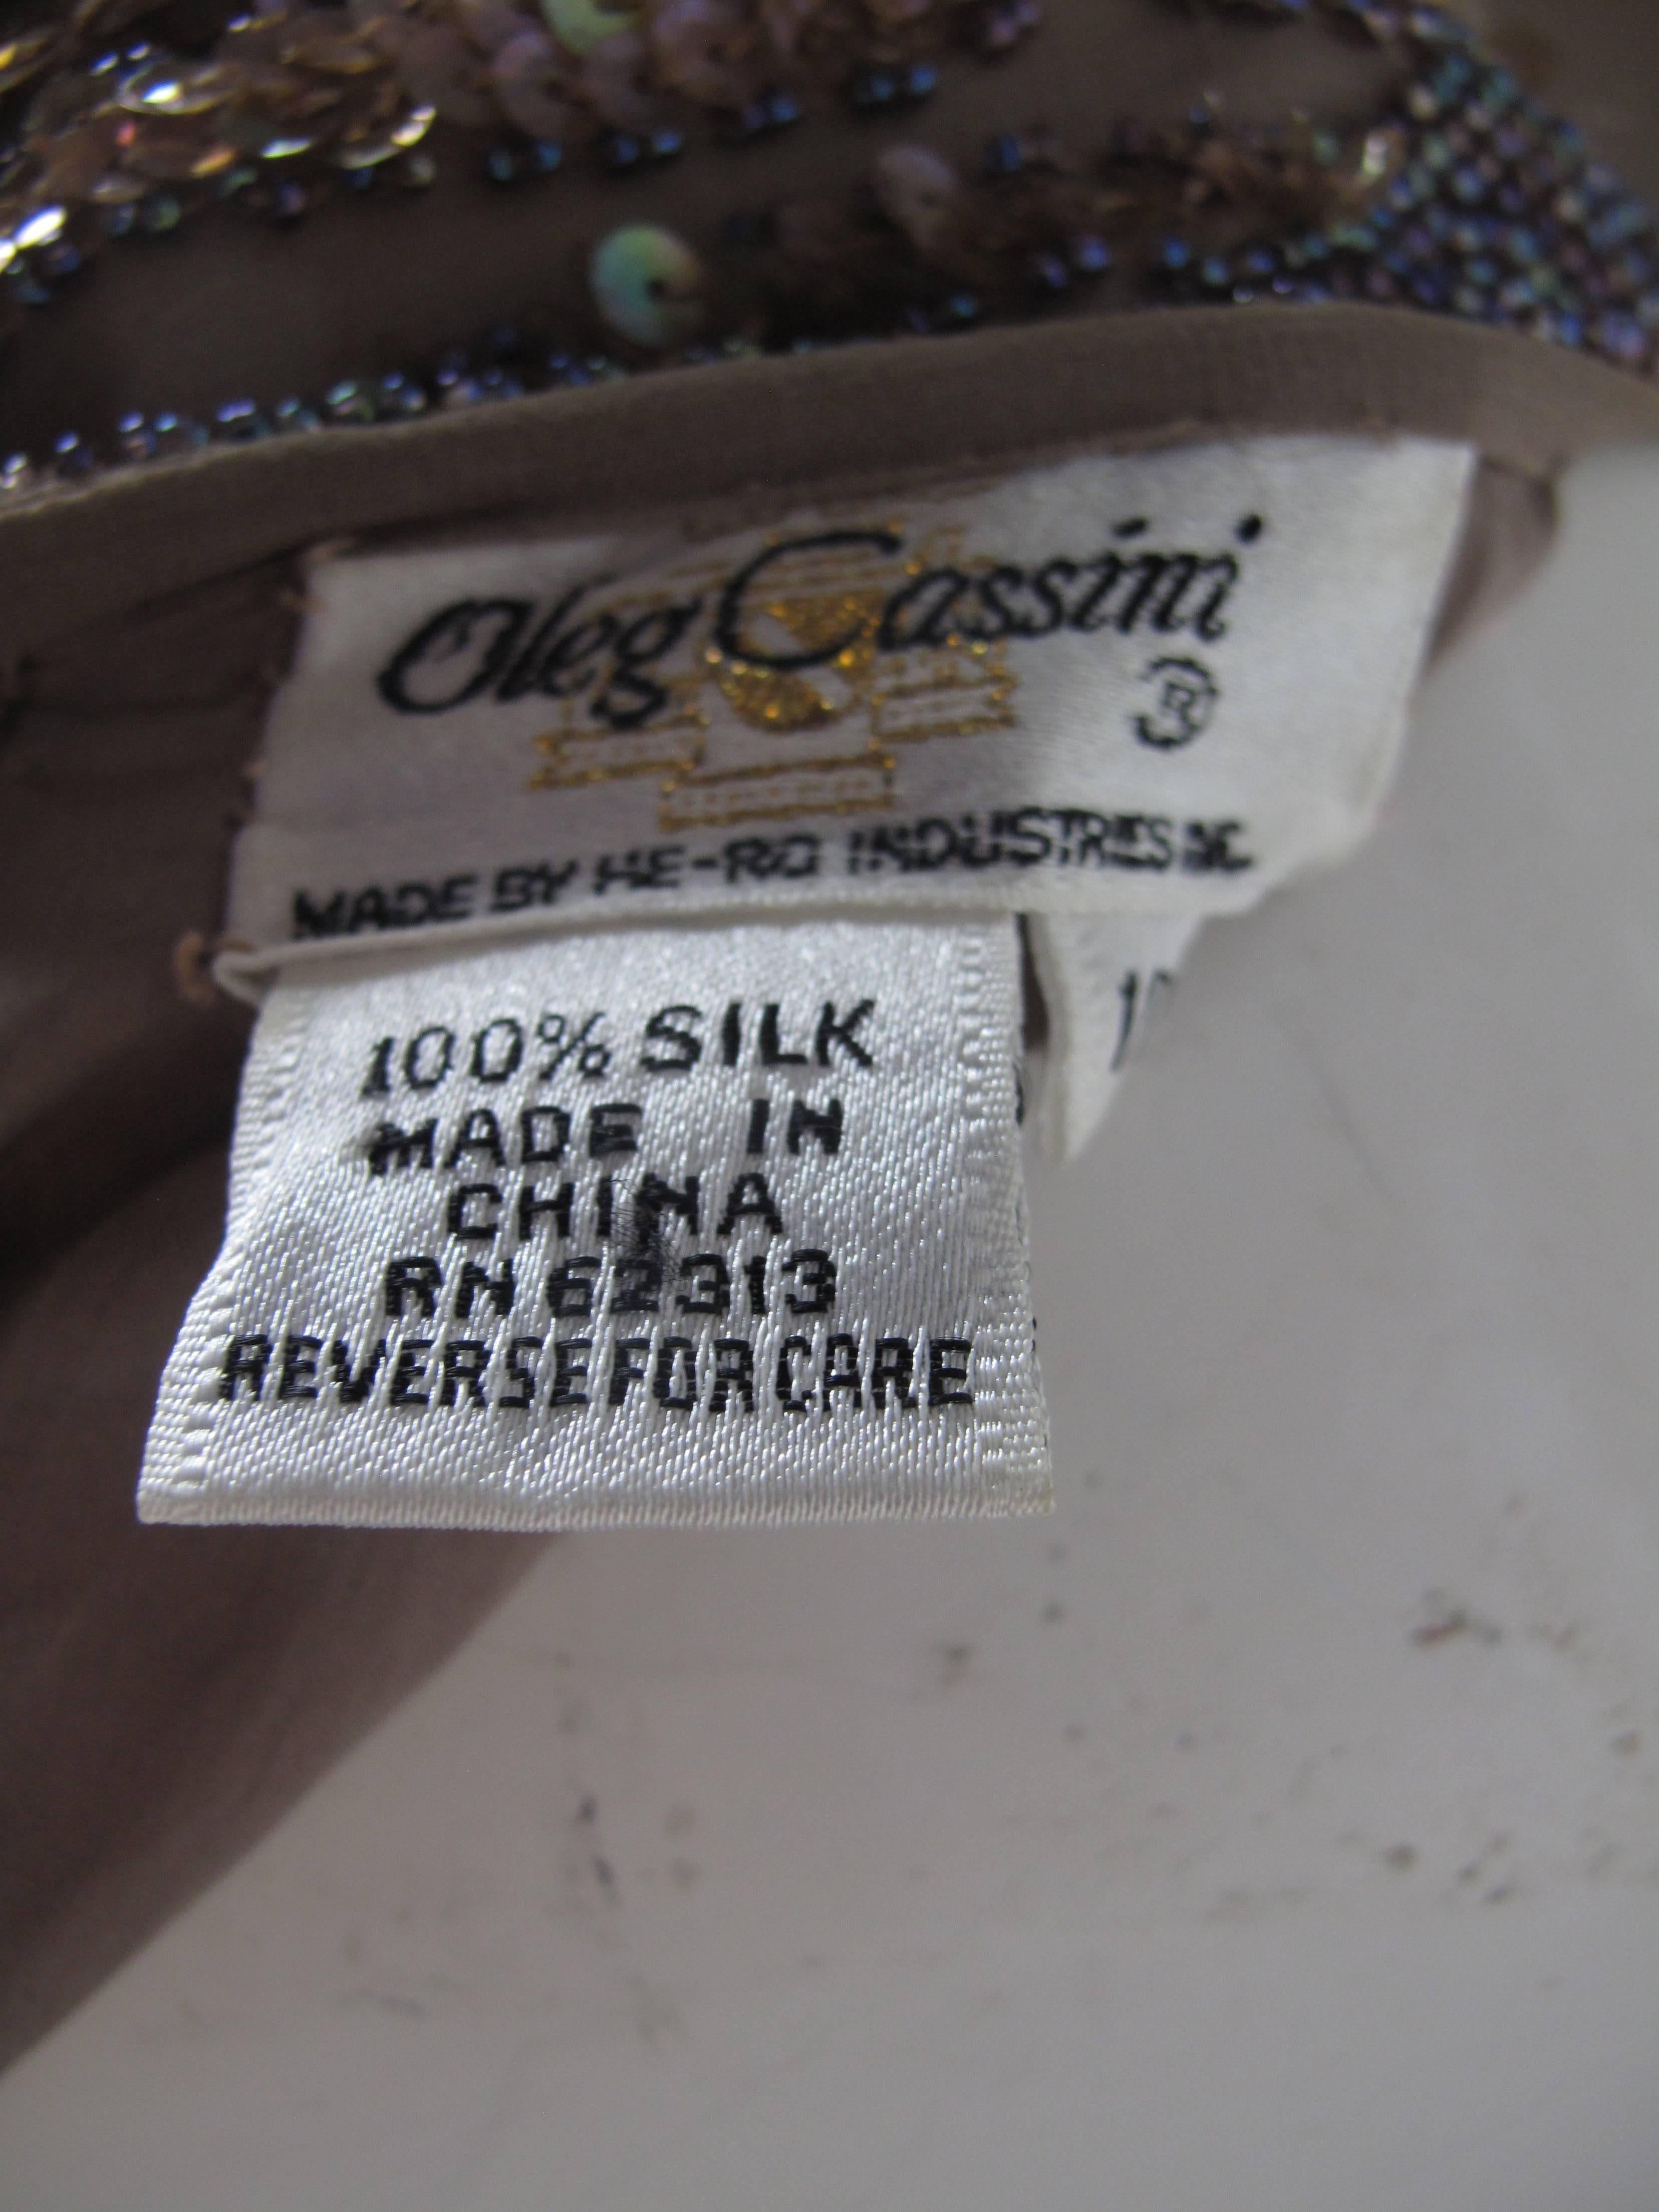 Oleg Cassini
®
MADE BY HE-RO INDUSTRIES INC
100% SILK
MADE IN
CHINA
RN 62313
REVERSE FOR CARE